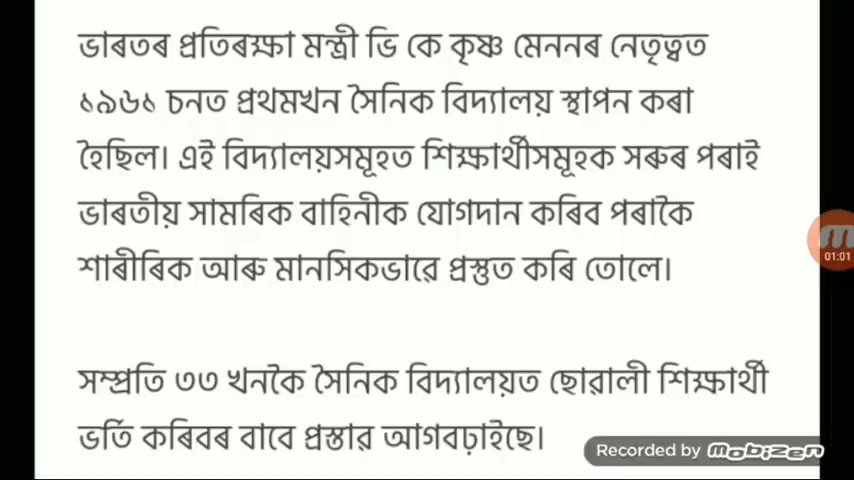 ভাৰতৰ প্ৰতিৰক্ষা মন্ত্ৰী ভি কে কৃষ্ণ মেননৰ নেতৃত্বত
১৯৬১ চনত প্ৰথমখন সৈনিক বিদ্যালয় স্থাপন কৰা
হৈছিল। এই বিদ্যালয়সমূহত শিক্ষাৰ্থীসমূহক সৰুৰ পৰাই
ভাৰতীয় সামৰিক বাহিনীক যোগদান কৰিব পৰাকৈ
শাৰীৰিক আৰু মানসিকভাৱে প্ৰস্তুত কৰি তোলে।
সম্প্ৰতি ৩৩ খনকৈ সৈনিক বিদ্যালয়ত ছোৱালী শিক্ষাৰ্থী
ভৰ্তি কৰিবৰ বাবে প্ৰস্তাৱ আগবঢ়াইছে।
m
01:01
Recorded by mobizen